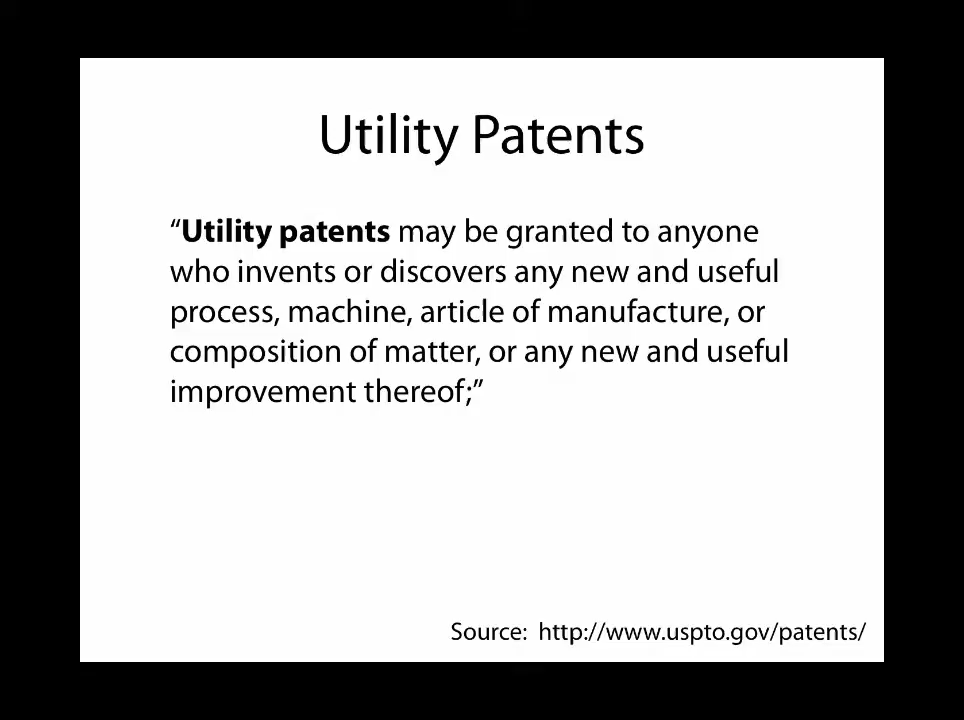 Utility Patents
“Utility patents may be granted to anyone
who invents or discovers any new and useful
process, machine, article of manufacture, or
composition of matter, or any new and useful
improvement thereof;”
Source:  http://www.uspto.gov/patents/